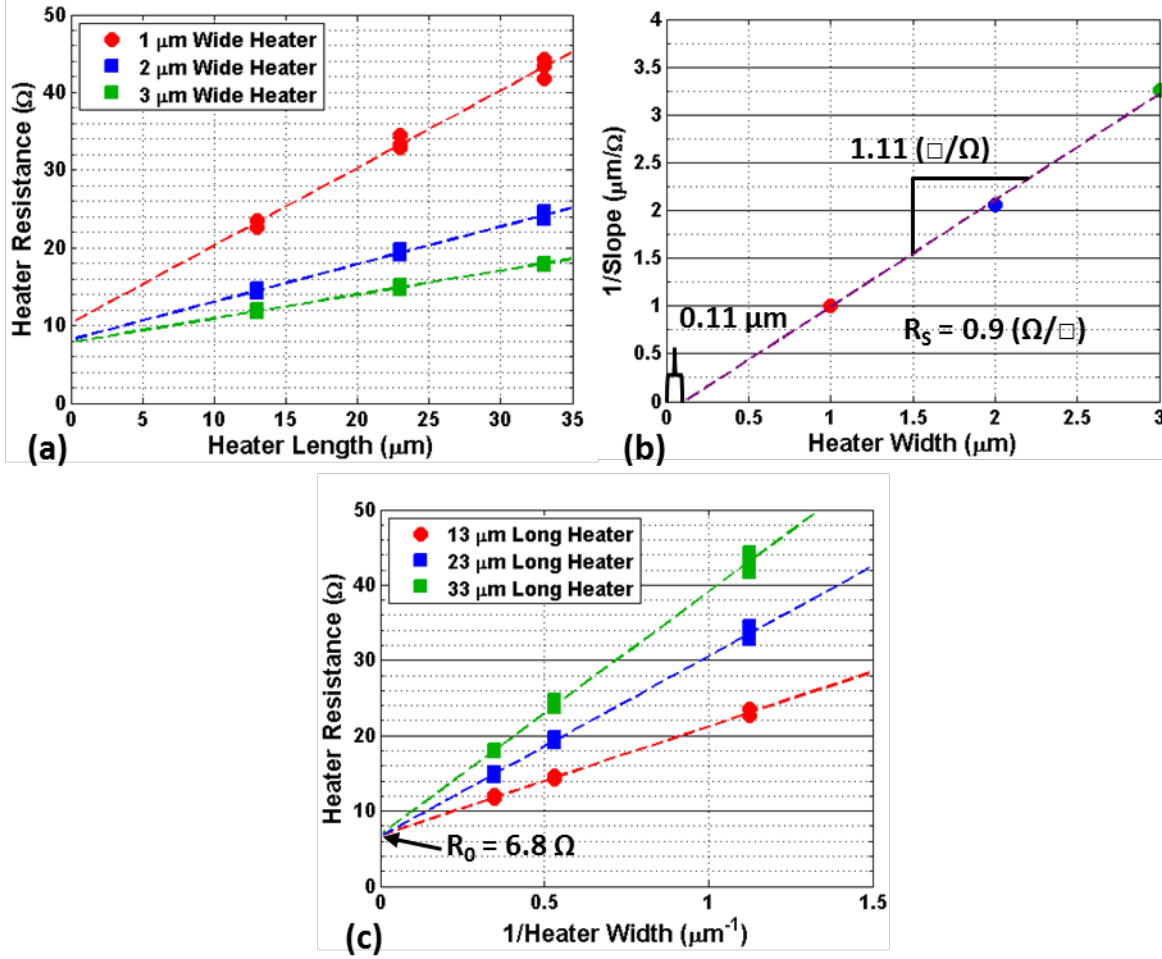 50
40
30
20
10
0
0
5
10
15
20
25
30
35
Heater Resistance (Ω)
Heater Length (μm)
1 μm Wide Heater
2 μm Wide Heater
3 μm Wide Heater
(a)
4
3.5
3
2.5
2
1.5
1
0.5
0
0
0.5
1
1.5
2
2.5
3
1/Slope (μm/Ω)
Heater Width (μm)
1.11 (□/Ω)
0.11 μm
R_S = 0.9 (Ω/□)
(b)
50
40
30
20
10
0
0
0.5
1
1.5
Heater Resistance (Ω)
1/Heater Width (μm⁻¹)
13 μm Long Heater
23 μm Long Heater
33 μm Long Heater
R₀ = 6.8 Ω
(c)